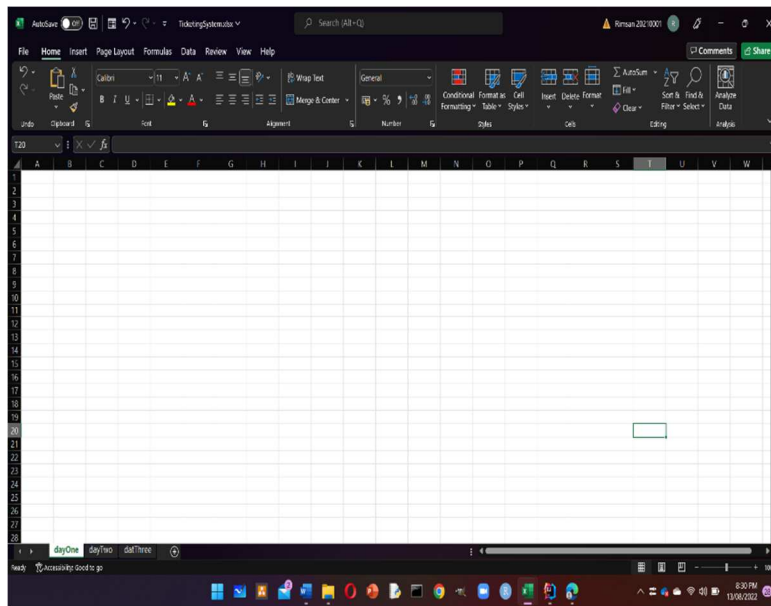 AutoSave Off TicketingSystem.xlsx Search (Alt+Q) Rimsan 20210001 R
File Home Insert Page Layout Formulas Data Review View Help Comments Share
Paste Calibri 11 A A Wrap Text General Conditional Format as Cell Insert Delete Format AutoSum Sort & Find & Analyze
B I U A Merge & Center % Formatting Table Styles Fill Filter Select Data
Clear
Undo Clipboard Font Alignment Number Styles Cells Editing Analysis
T20 fx
A B C D E F G H I J K L M N O P Q R S T U V W
1
2
3
4
5
6
7
8
9
10
11
12
13
14
15
16
17
18
19
20
21
22
23
24
25
26
27
28
dayOne dayTwo datThree
Ready Accessibility: Good to go
8:30 PM
13/08/2022